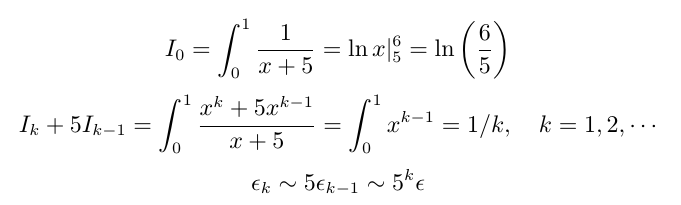 $I_0 = \int_0^1 \frac{1}{x+5} = \ln x|_5^6 = \ln\left(\frac{6}{5}\right)$
$I_k + 5I_{k-1} = \int_0^1 \frac{x^k + 5x^{k-1}}{x+5} = \int_0^1 x^{k-1} = 1/k, \quad k = 1, 2, \cdots$
$\epsilon_k \sim 5\epsilon_{k-1} \sim 5^k \epsilon$